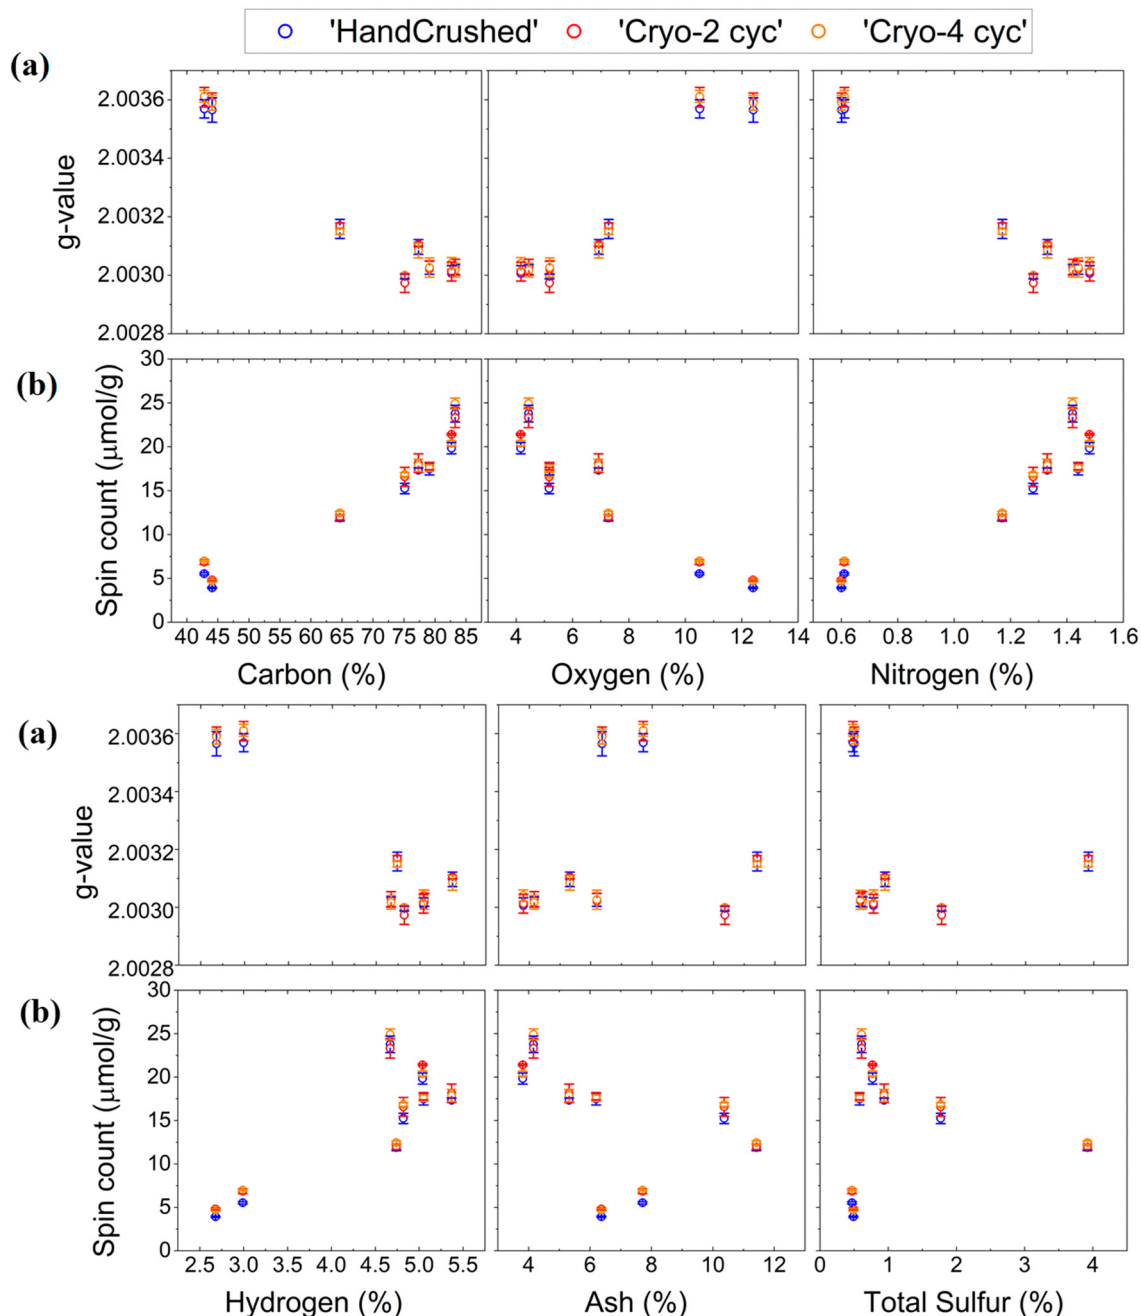 'HandCrushed' 'Cryo-2 cyc' 'Cryo-4 cyc'
(a)
g-value
2.0036
2.0034
2.0032
2.0030
2.0028
(b)
Spin count (μmol/g)
30
25
20
15
10
5
0
40 45 50 55 60 65 70 75 80 85
4 6 8 10 12 14
0.6 0.8 1.0 1.2 1.4 1.6
Carbon (%) Oxygen (%) Nitrogen (%)
(a)
g-value
2.0036
2.0034
2.0032
2.0030
2.0028
(b)
Spin count (μmol/g)
30
25
20
15
10
5
0
2.5 3.0 3.5 4.0 4.5 5.0 5.5
4 6 8 10 12
0 1 2 3 4
Hydrogen (%) Ash (%) Total Sulfur (%)